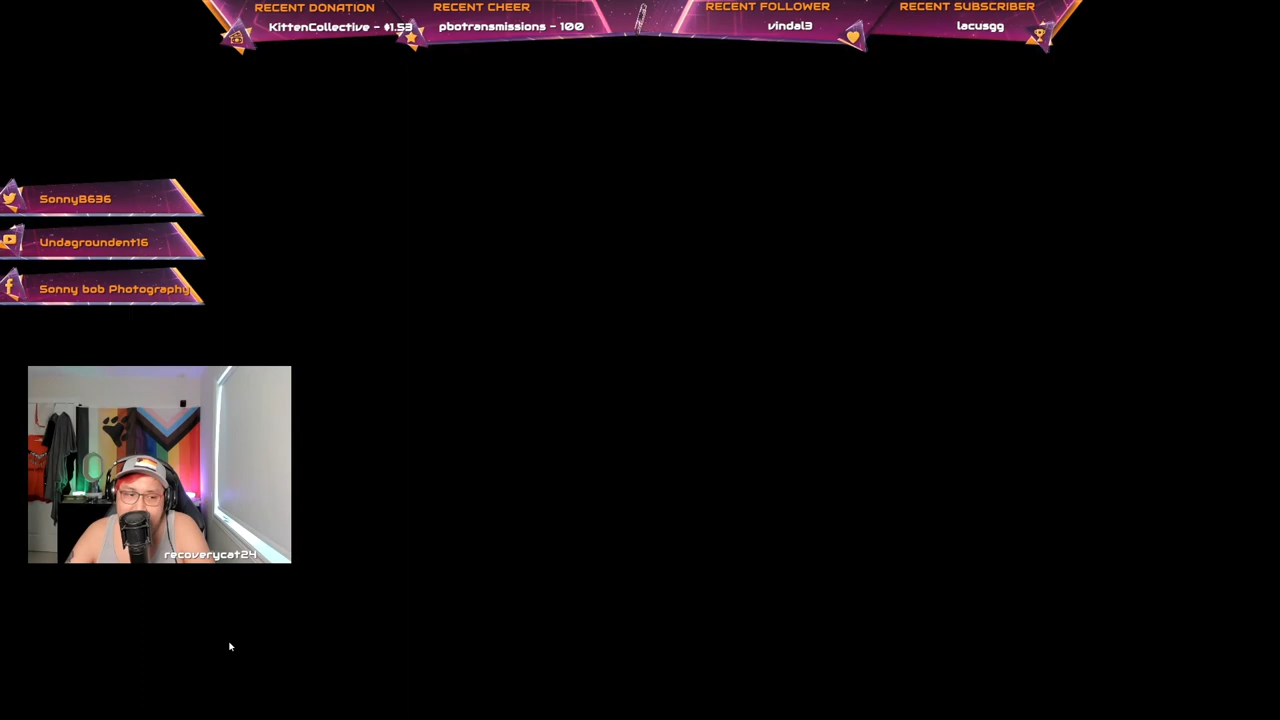 RECENT DONATION
KittenCollective - $1.53
RECENT CHEER
pbotransmissions - 100
RECENT FOLLOWER
vindal3
RECENT SUBSCRIBER
lacusgg
SonnyB636
Undagroundent16
Sonny bob Photography
recoverycat24